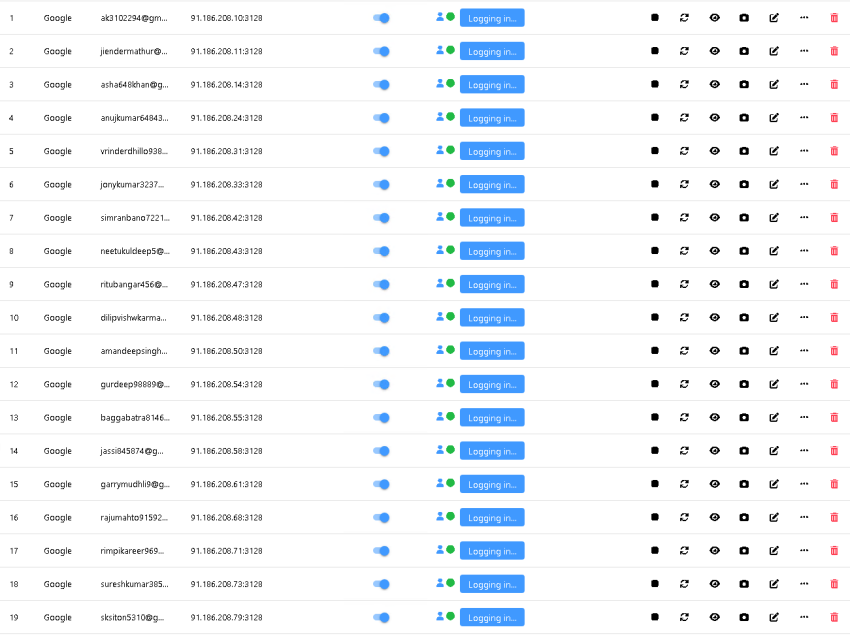 1 Google ak3102294@gm... 91.186.208.10:3128 Logging in...
2 Google jiendermathur@... 91.186.208.11:3128 Logging in...
3 Google asha648khan@g... 91.186.208.14:3128 Logging in...
4 Google anujkumar64843... 91.186.208.24:3128 Logging in...
5 Google vrinderdhillo938... 91.186.208.31:3128 Logging in...
6 Google jonykumar3237... 91.186.208.33:3128 Logging in...
7 Google simranbano7221... 91.186.208.42:3128 Logging in...
8 Google neetukuldeep5@... 91.186.208.43:3128 Logging in...
9 Google ritubangar456@... 91.186.208.47:3128 Logging in...
10 Google dilipvishwkarma... 91.186.208.48:3128 Logging in...
11 Google amandeepsingh... 91.186.208.50:3128 Logging in...
12 Google gurdeep98889@... 91.186.208.54:3128 Logging in...
13 Google baggabatra8146... 91.186.208.55:3128 Logging in...
14 Google jassi845874@g... 91.186.208.58:3128 Logging in...
15 Google garrymudhli9@g... 91.186.208.61:3128 Logging in...
16 Google rajumahto91592... 91.186.208.68:3128 Logging in...
17 Google rimpikareer969... 91.186.208.71:3128 Logging in...
18 Google sureshkumar385... 91.186.208.73:3128 Logging in...
19 Google sksiton5310@g... 91.186.208.79:3128 Logging in...